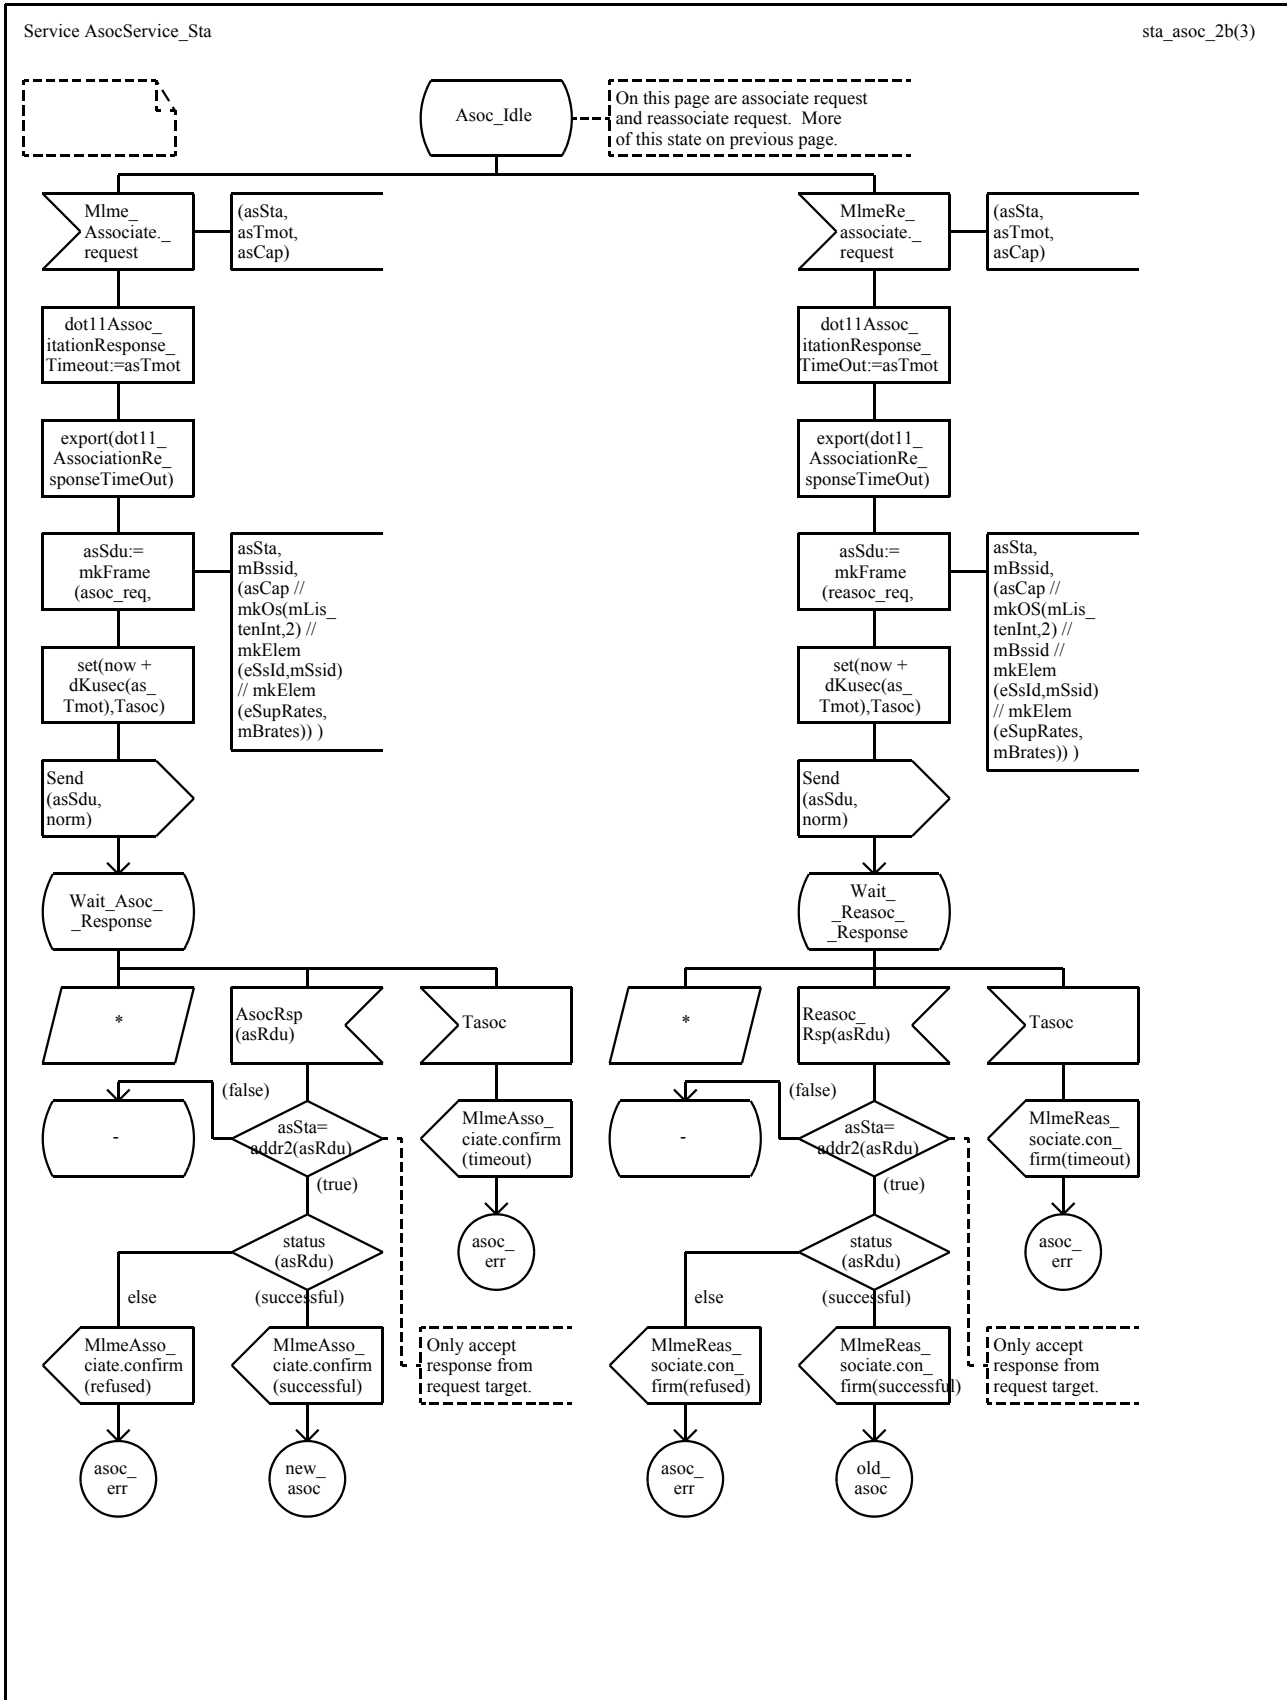 Service AsocService_Sta
sta_asoc_2b(3)
Asoc_Idle
On this page are associate request
and reassociate request.  More
of this state on previous page.
Mlme_
Associate._
request
(asSta,
asTmot,
asCap)
dot11Assoc_
itationResponse_
Timeout:=asTmot
export(dot11_
AssociationRe_
sponseTimeOut)
asSdu:=
mkFrame
(asoc_req,
asSta,
mBssid,
(asCap //
mkOs(mLis_
tenInt,2) //
mkElem
(eSsId,mSsid)
// mkElem
(eSupRates,
mBrates)) )
set(now +
dKusec(as_
Tmot),Tasoc)
Send
(asSdu,
norm)
Wait_Asoc_
_Response
*
AsocRsp
(asRdu)
Tasoc
-
(false)
asSta=
addr2(asRdu)
(true)
MlmeAsso_
ciate.confirm
(timeout)
asoc_
err
status
(asRdu)
else
(successful)
MlmeAsso_
ciate.confirm
(refused)
MlmeAsso_
ciate.confirm
(successful)
Only accept
response from
request target.
asoc_
err
new_
asoc
MlmeRe_
associate._
request
(asSta,
asTmot,
asCap)
dot11Assoc_
itationResponse_
TimeOut:=asTmot
export(dot11_
AssociationRe_
sponseTimeOut)
asSdu:=
mkFrame
(reasoc_req,
asSta,
mBssid,
(asCap //
mkOS(mLis_
tenInt,2) //
mBssid //
mkElem
(eSsId,mSsid)
// mkElem
(eSupRates,
mBrates)) )
set(now +
dKusec(as_
Tmot),Tasoc)
Send
(asSdu,
norm)
Wait_
_Reasoc_
_Response
*
Reasoc_
Rsp(asRdu)
Tasoc
-
(false)
asSta=
addr2(asRdu)
(true)
MlmeReas_
sociate.con_
firm(timeout)
asoc_
err
status
(asRdu)
else
(successful)
MlmeReas_
sociate.con_
firm(refused)
MlmeReas_
sociate.con_
firm(successful)
Only accept
response from
request target.
asoc_
err
old_
asoc